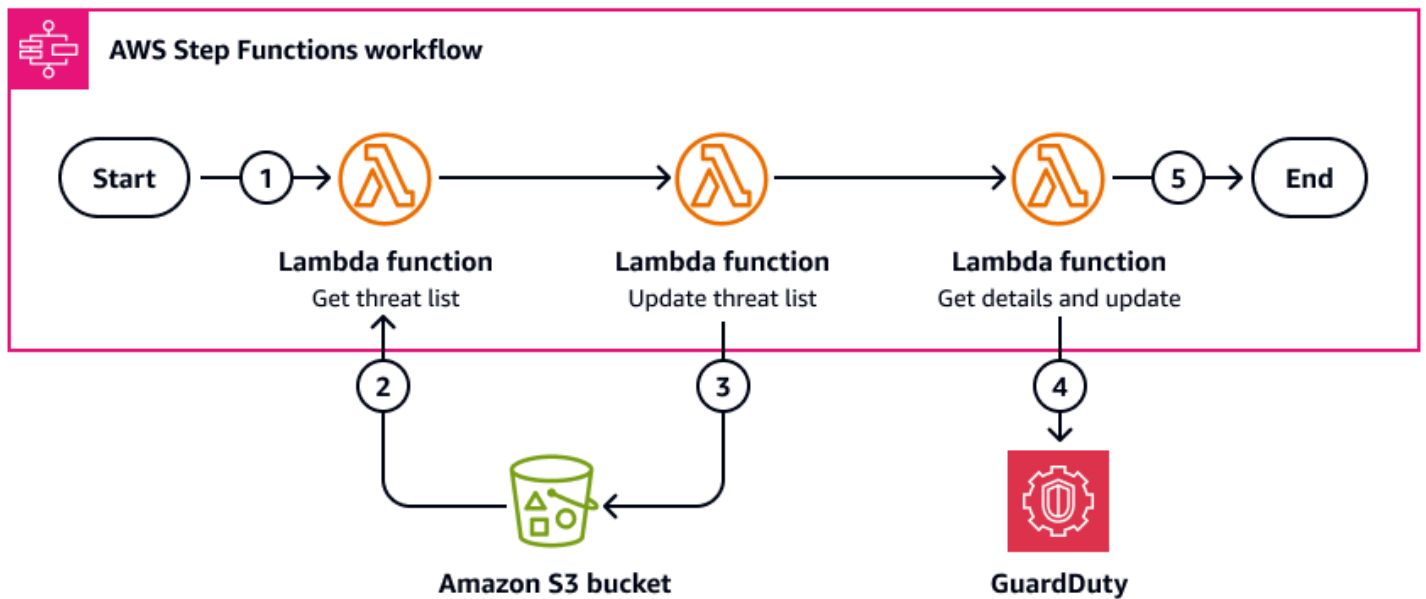 AWS Step Functions workflow
Start
1
5
End
Lambda function
Get threat list
Lambda function
Update threat list
Lambda function
Get details and update
2
3
4
Amazon S3 bucket
GuardDuty